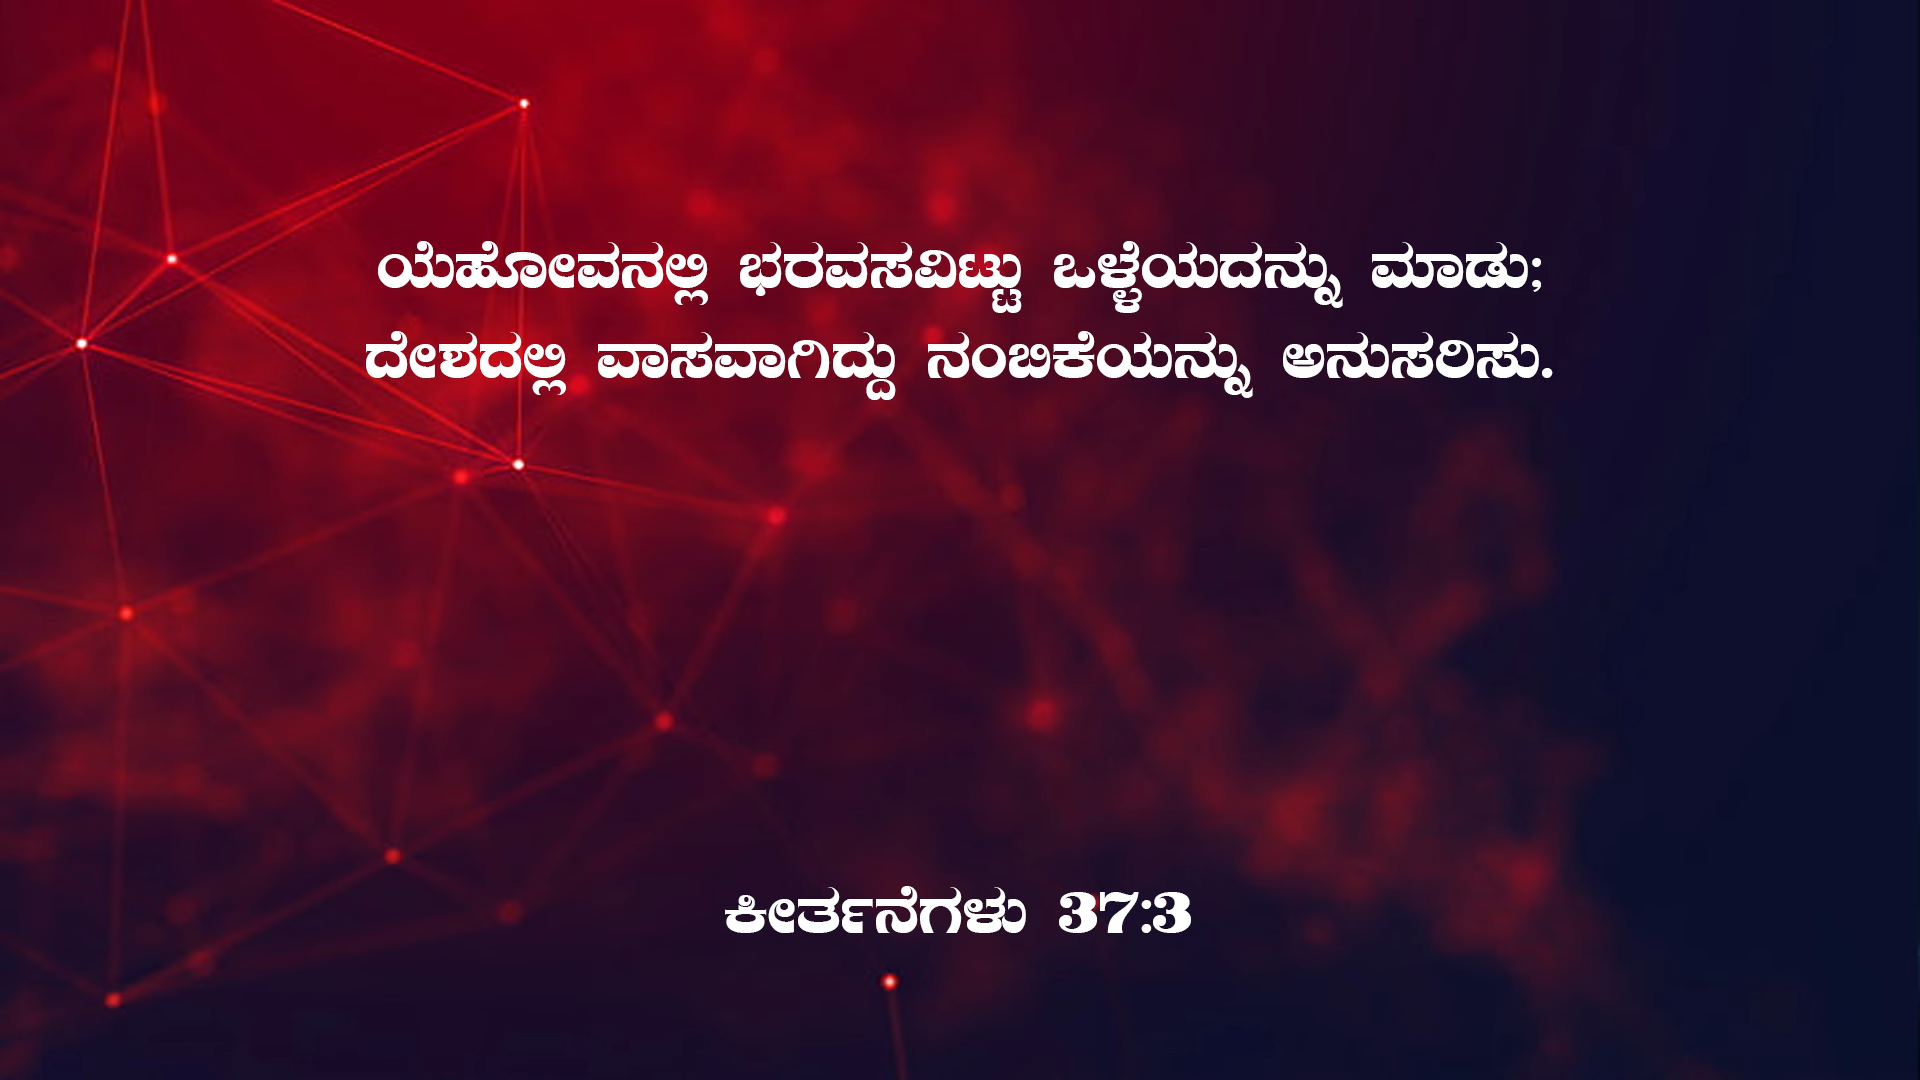 ಯೆಹೋವನಲ್ಲಿ ಭರವಸವಿಟ್ಟು ಒಳ್ಳೆಯದನ್ನು ಮಾಡು;
ದೇಶದಲ್ಲಿ ವಾಸವಾಗಿದ್ದು ನಂಬಿಕೆಯನ್ನು ಅನುಸರಿಸು.
ಕೀರ್ತನೆಗಳು 37:3